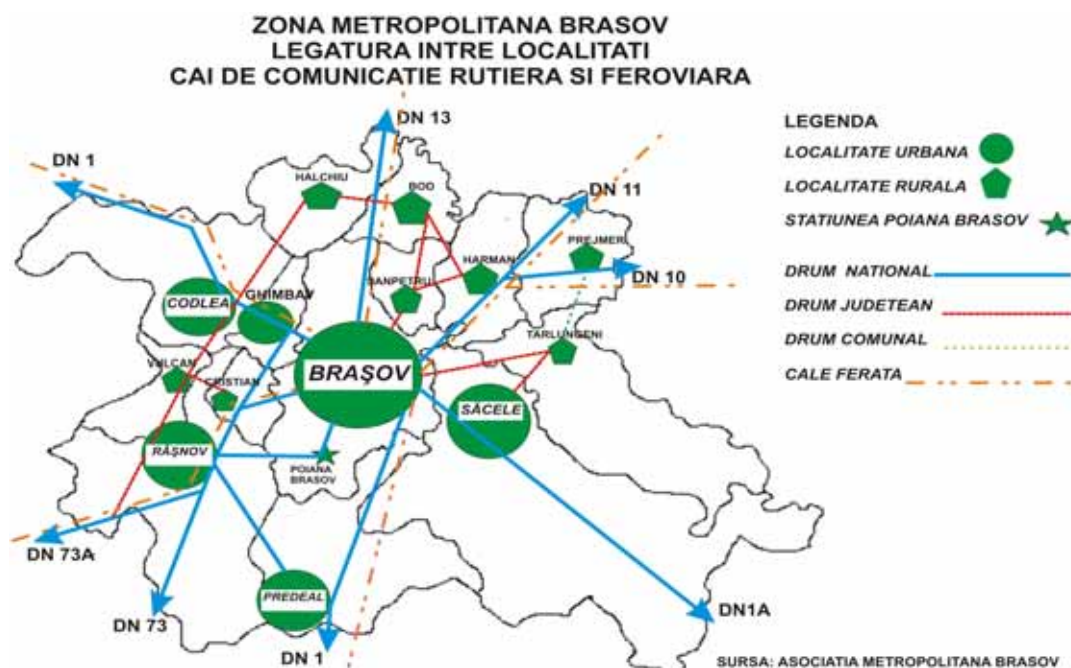 ZONA METROPOLITANA BRASOV
LEGATURA INTRE LOCALITATI
CAI DE COMUNICATIE RUTIERA SI FEROVIARA
DN 13
DN 1
HALCHIU
BOD
DN 11
PREJMER
HARMAN
DN 10
SANPETRU
CODLEA
GHIMBAV
TARLUNGENI
VULCAN
CRISTIAN
BRAŞOV
SĂCELE
RÂŞNOV
POIANA
BRASOV
DN 73A
PREDEAL
DN 73
DN 1
DN1A
LEGENDA
LOCALITATE URBANA
LOCALITATE RURALA
STATIUNEA POIANA BRASOV
DRUM NATIONAL
DRUM JUDETEAN
DRUM COMUNAL
CALE FERATA
SURSA: ASOCIATIA METROPOLITANA BRASOV